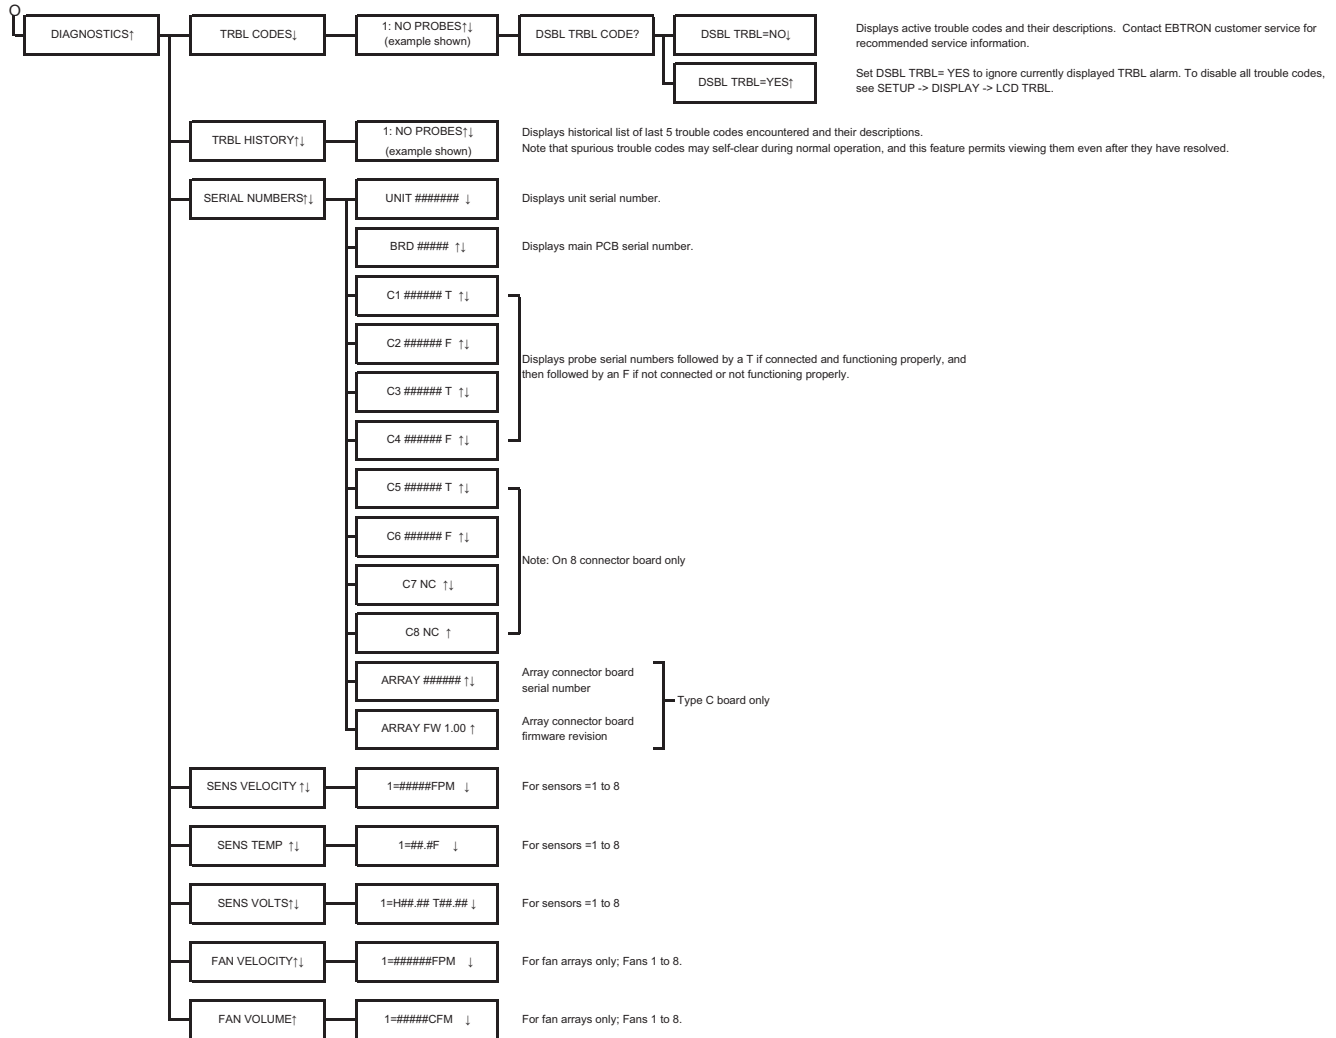 DIAGNOSTICS↑
TRBL CODES↓
1: NO PROBES↑↓
(example shown)
DSBL TRBL CODE?
DSBL TRBL=NO↓
Displays active trouble codes and their descriptions.  Contact EBTRON customer service for
recommended service information.
DSBL TRBL=YES↑
Set DSBL TRBL= YES to ignore currently displayed TRBL alarm. To disable all trouble codes,
see SETUP -> DISPLAY -> LCD TRBL.
TRBL HISTORY↑↓
1: NO PROBES↑↓
(example shown)
Displays historical list of last 5 trouble codes encountered and their descriptions.
Note that spurious trouble codes may self-clear during normal operation, and this feature permits viewing them even after they have resolved.
SERIAL NUMBERS↑↓
UNIT ####### ↓
Displays unit serial number.
BRD ##### ↑↓
Displays main PCB serial number.
C1 ###### T ↑↓
C2 ###### F ↑↓
Displays probe serial numbers followed by a T if connected and functioning properly, and
then followed by an F if not connected or not functioning properly.
C3 ###### T ↑↓
C4 ###### F ↑↓
C5 ###### T ↑↓
C6 ###### F ↑↓
Note: On 8 connector board only
C7 NC ↑↓
C8 NC ↑
ARRAY ###### ↑↓
Array connector board
serial number
Type C board only
ARRAY FW 1.00 ↑
Array connector board
firmware revision
SENS VELOCITY ↑↓
1=#####FPM ↓
For sensors =1 to 8
SENS TEMP ↑↓
1=##.#F ↓
For sensors =1 to 8
SENS VOLTS↑↓
1=H##.## T##.## ↓
For sensors =1 to 8
FAN VELOCITY↑↓
1=######FPM ↓
For fan arrays only; Fans 1 to 8.
FAN VOLUME↑
1=#####CFM ↓
For fan arrays only; Fans 1 to 8.